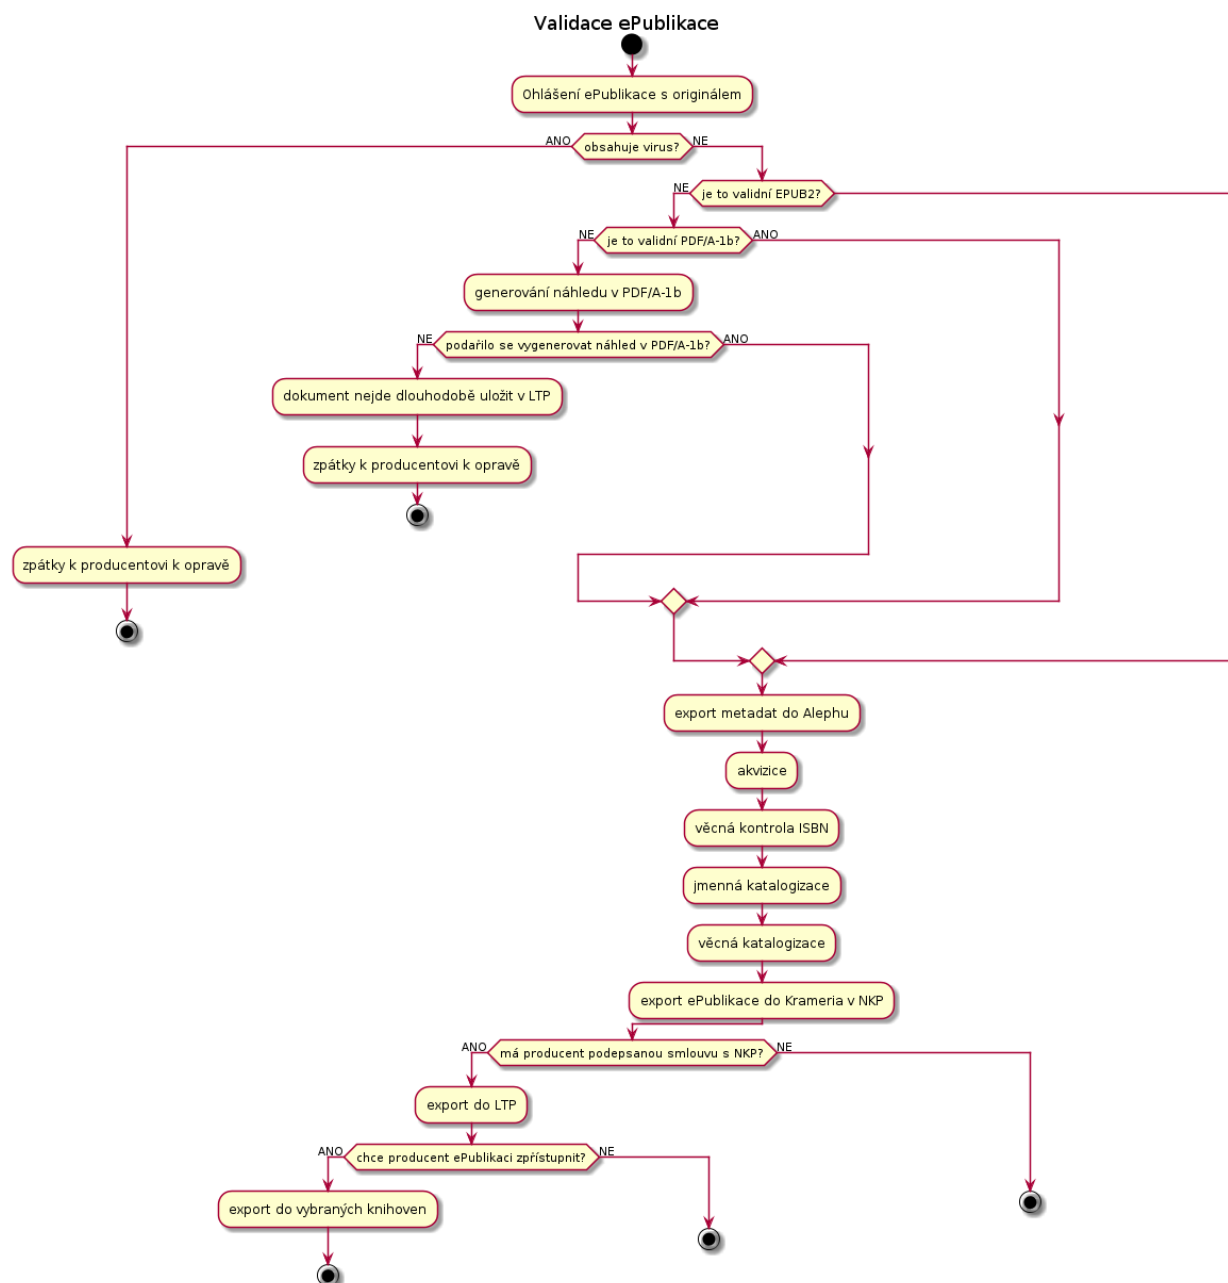 Validace ePublikace
Ohlášení ePublikace s originálem
ANO
obsahuje virus?
NE
NE
je to validní EPUB2?
NE
je to validní PDF/A-1b?
ANO
generování náhledu v PDF/A-1b
NE
podařilo se vygenerovat náhled v PDF/A-1b?
ANO
dokument nejde dlouhodobě uložit v LTP
zpátky k producentovi k opravě
zpátky k producentovi k opravě
export metadat do Alephu
akvizice
věcná kontrola ISBN
jmenná katalogizace
věcná katalogizace
export ePublikace do Krameria v NKP
ANO
má producent podepsanou smlouvu s NKP?
NE
export do LTP
ANO
chce producent ePublikaci zpřístupnit?
NE
export do vybraných knihoven